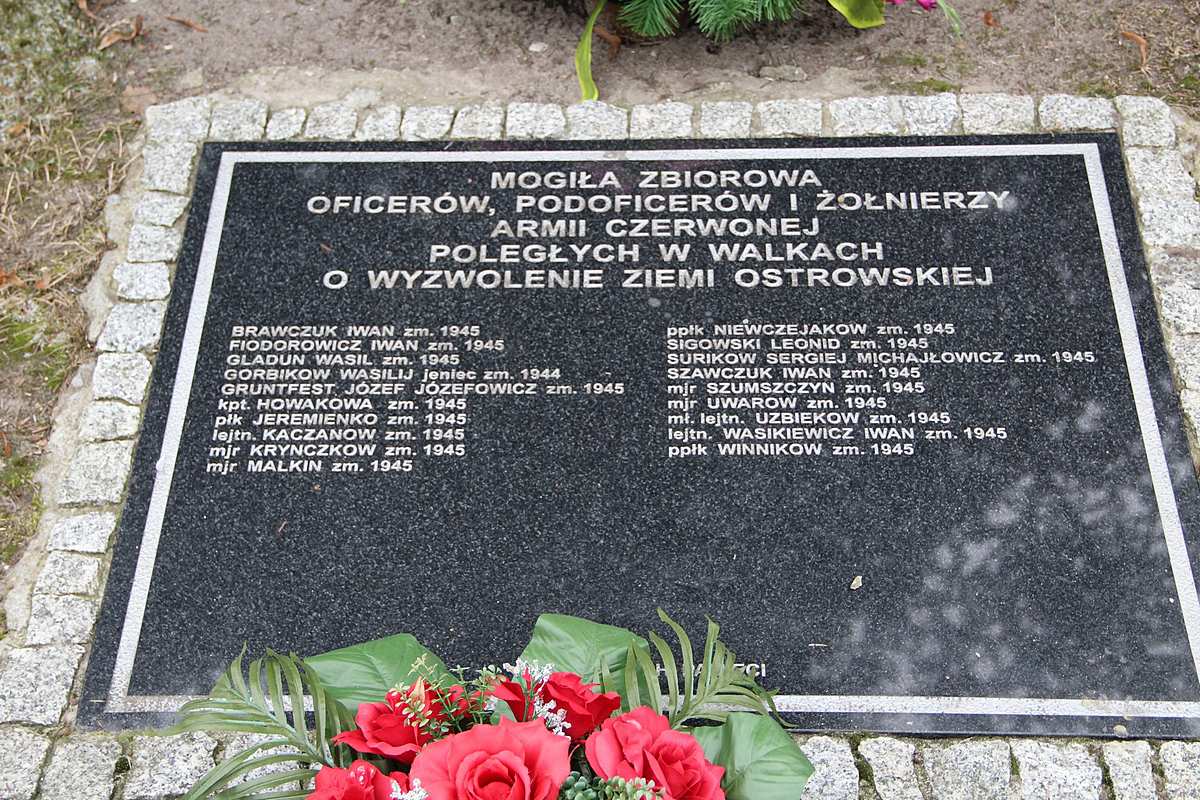 MOGIŁA ZBIOROWA
OFICERÓW, PODOFICERÓW I ŻOŁNIERZY
ARMII CZERWONEJ
POLEGŁYCH W WALKACH
O WYZWOLENIE ZIEMI OSTROWSKIEJ
BRAWCZUK IWAN zm. 1945
FIODOROWICZ IWAN zm. 1945
GLADUN WASIL zm. 1945
GORBIKOW WASILIJ jeniec zm. 1944
GRUNTFEST JÓZEF JÓZEFOWICZ zm. 1945
kpt. HOWAKOWA zm. 1945
płk JEREMIENKO zm. 1945
lejtn. KACZANOW zm. 1945
mjr KRYNCZKOW zm. 1945
mjr MALKIN zm. 1945
ppłk NIEWCZEJAKOW zm. 1945
SIGOWSKI LEONID zm. 1945
SURIKOW SERGIEJ MICHAJŁOWICZ zm. 1945
SZAWCZUK IWAN zm. 1945
mjr SZUMSZCZYN zm. 1945
mjr UWAROW zm. 1945
mł. lejtn. UZBIEKOW zm. 1945
lejtn. WASIKIEWICZ IWAN zm. 1945
ppłk WINNIKOW zm. 1945